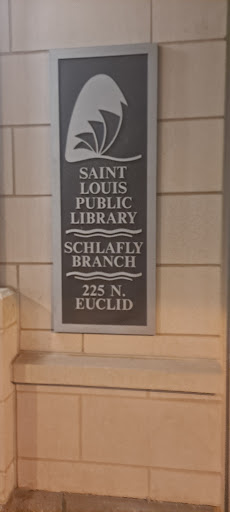 SAINT
LOUIS
PUBLIC
LIBRARY
SCHLAFLY
BRANCH
225 N.
EUCLID